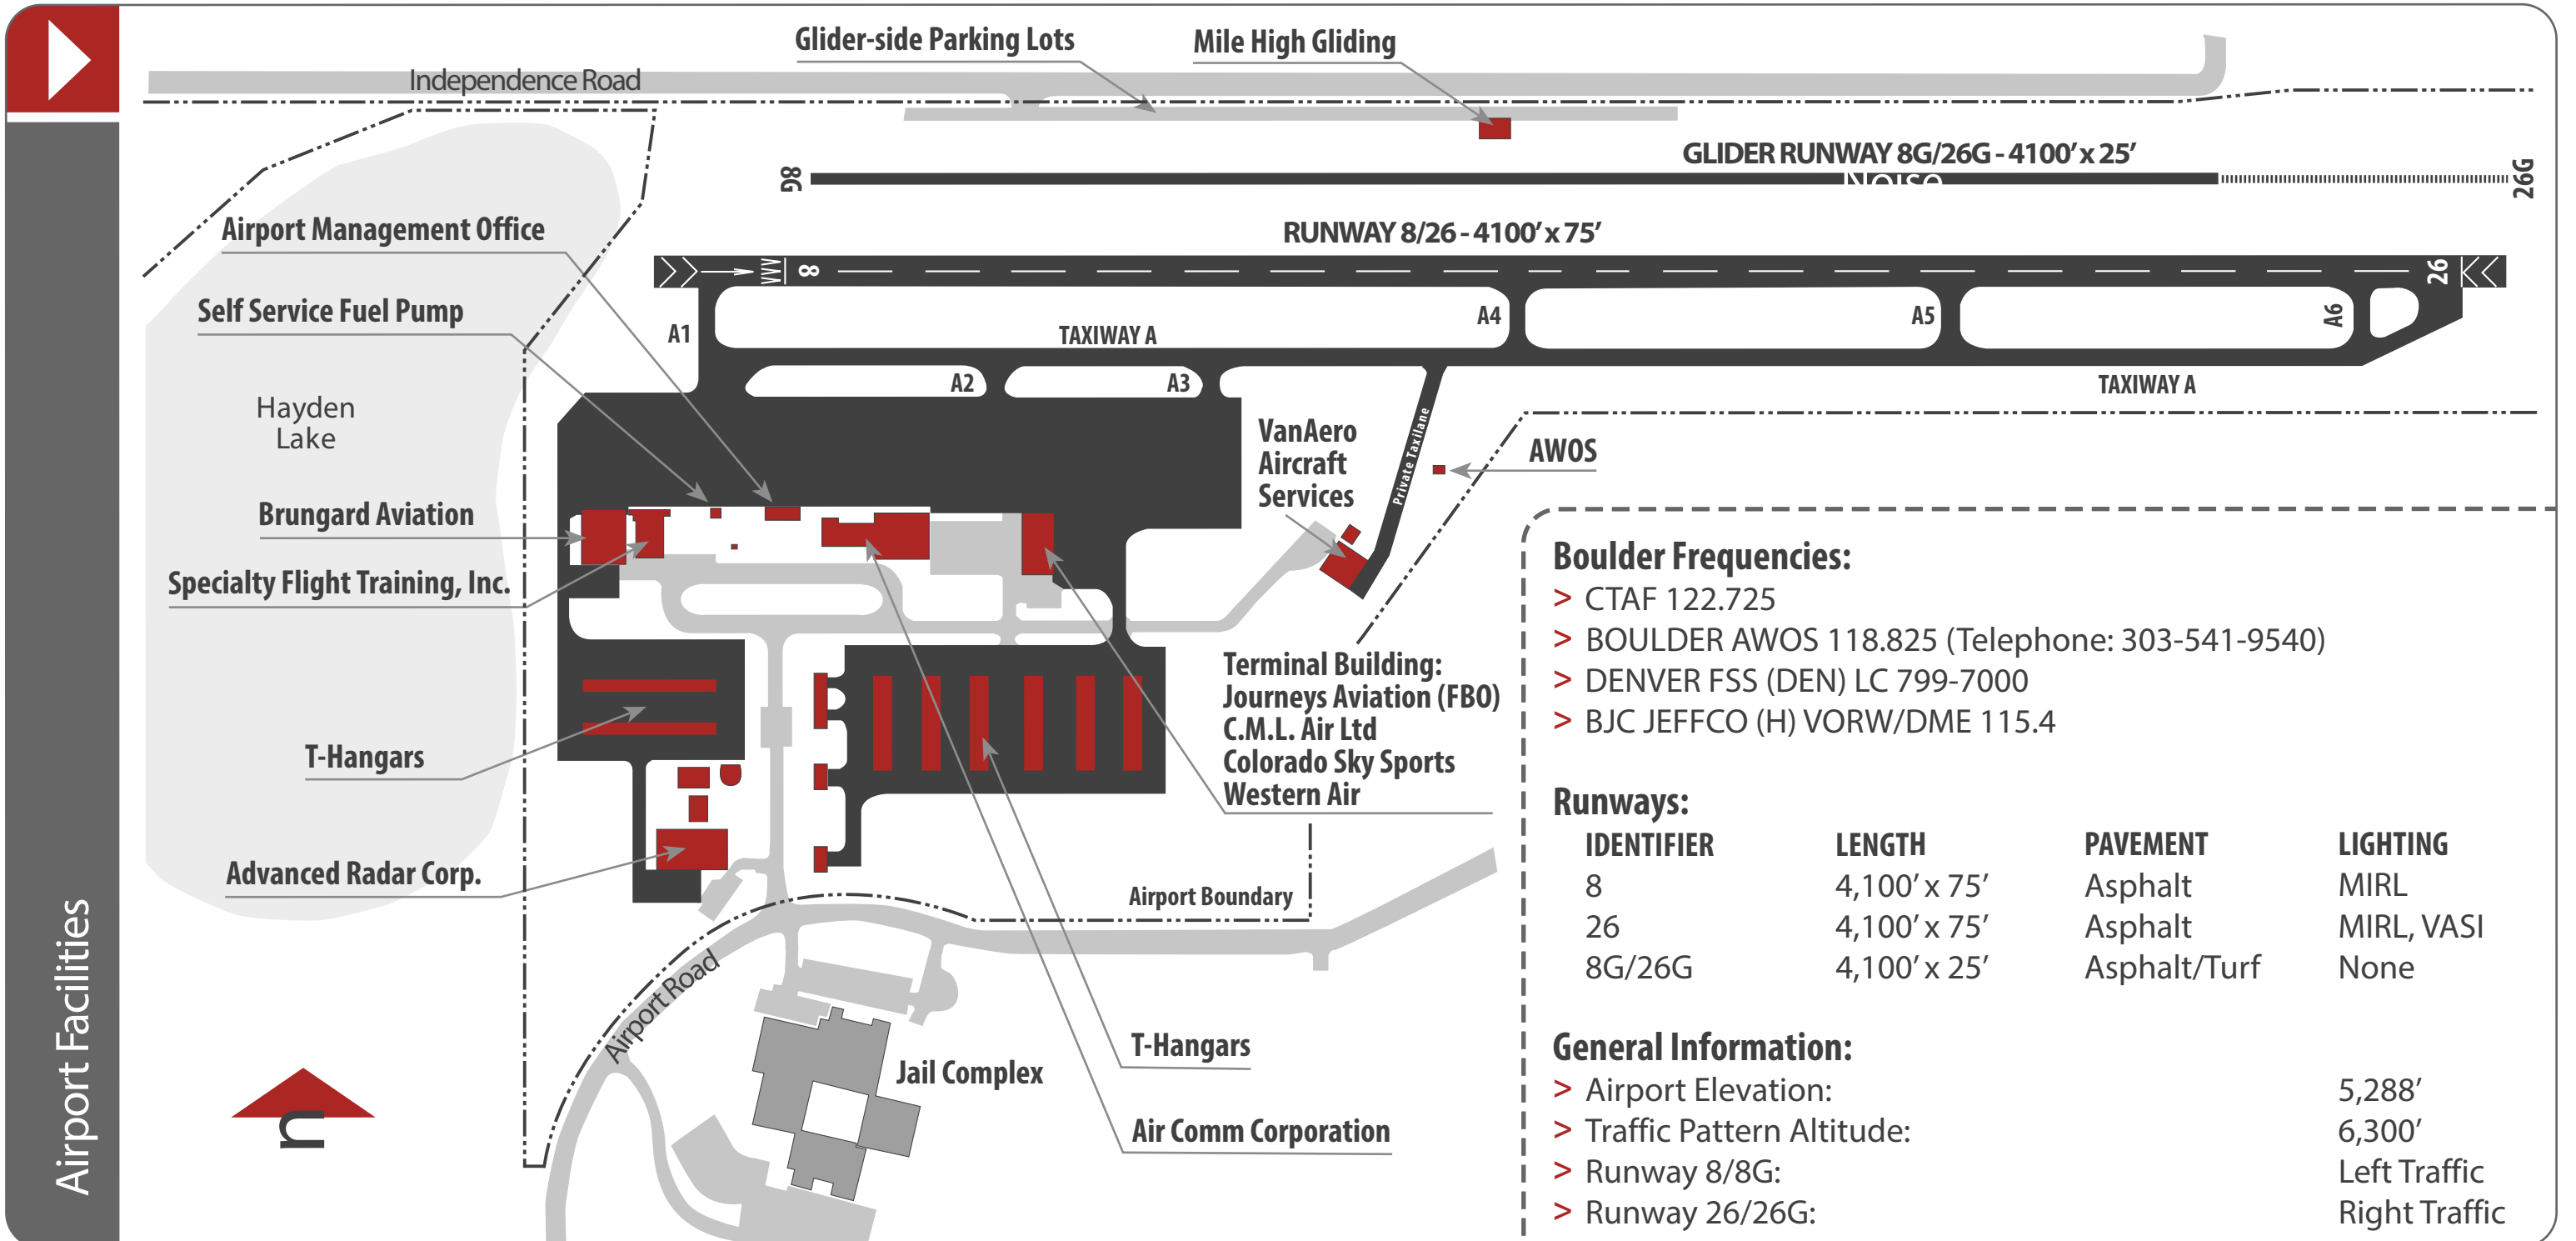 Airport Facilities
Glider-side Parking Lots
Mile High Gliding
Independence Road
GLIDER RUNWAY 8G/26G - 4100' x 25'
8G
26G
Airport Management Office
RUNWAY 8/26 - 4100' x 75'
8
26
Self Service Fuel Pump
A1
TAXIWAY A
A4
A5
A6
A2
A3
TAXIWAY A
Hayden
Lake
VanAero
Aircraft
Services
Private Taxilane
AWOS
Brungard Aviation
Specialty Flight Training, Inc.
Terminal Building:
Journeys Aviation (FBO)
C.M.L. Air Ltd
Colorado Sky Sports
Western Air
T-Hangars
Advanced Radar Corp.
Airport Boundary
Airport Road
T-Hangars
Jail Complex
Air Comm Corporation
n
Boulder Frequencies:
> CTAF 122.725
> BOULDER AWOS 118.825 (Telephone: 303-541-9540)
> DENVER FSS (DEN) LC 799-7000
> BJC JEFFCO (H) VORW/DME 115.4
Runways:
IDENTIFIER LENGTH PAVEMENT LIGHTING
8 4,100' x 75' Asphalt MIRL
26 4,100' x 75' Asphalt MIRL, VASI
8G/26G 4,100' x 25' Asphalt/Turf None
General Information:
> Airport Elevation: 5,288'
> Traffic Pattern Altitude: 6,300'
> Runway 8/8G: Left Traffic
> Runway 26/26G: Right Traffic